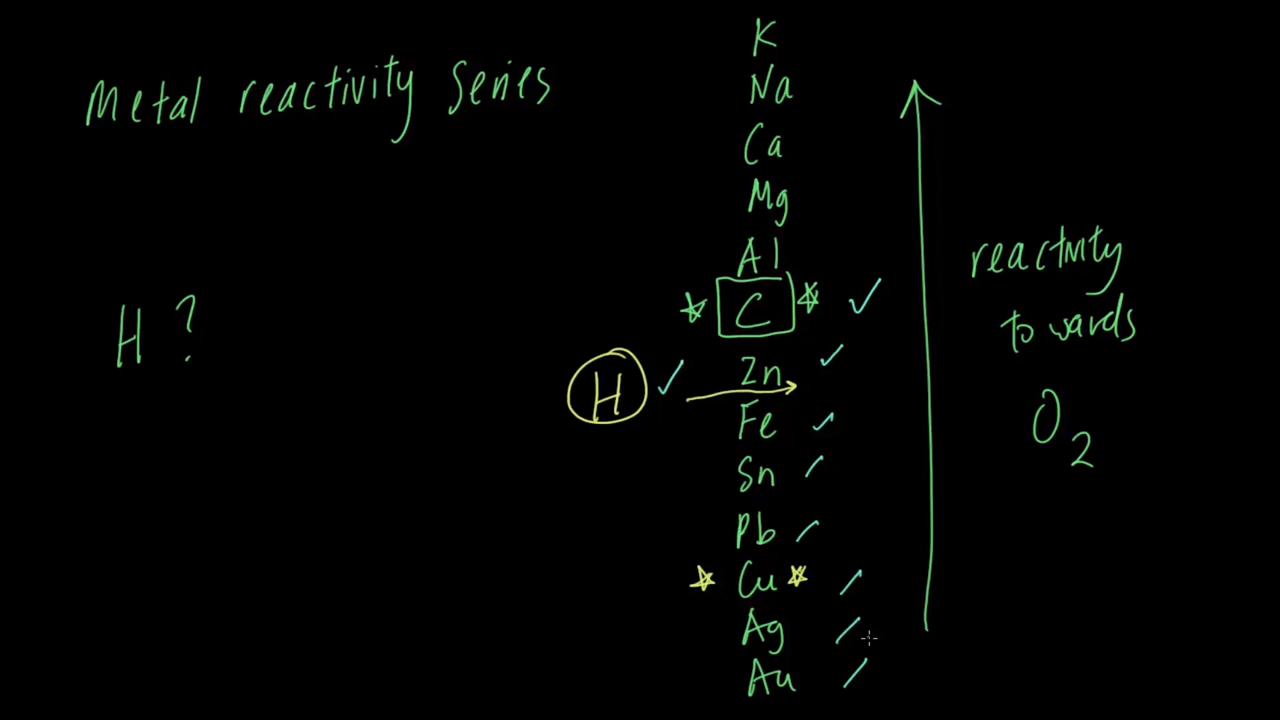 Metal reactivity series
H ?
K
Na
Ca
Mg
Al
C
H
Zn
Fe
Sn
Pb
Cu
Ag
Au
reactivity
towards
O2